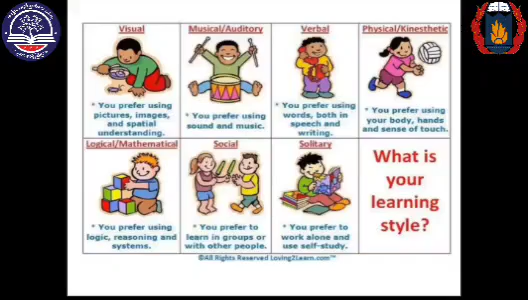 Visual
* You prefer using
pictures, images,
and spatial
understanding.
Musical/Auditory
* You prefer using
sound and music.
Verbal
* You prefer using
words, both in
speech and
writing.
Physical/Kinesthetic
* You prefer using
your body, hands
and sense of touch.
Logical/Mathematical
* You prefer using
logic, reasoning and
systems.
Social
* You prefer to
learn in groups or
with other people.
Solitary
* You prefer to
work alone and
use self-study.
What is
your
learning
style?
©All Rights Reserved Loving2Learn.com™